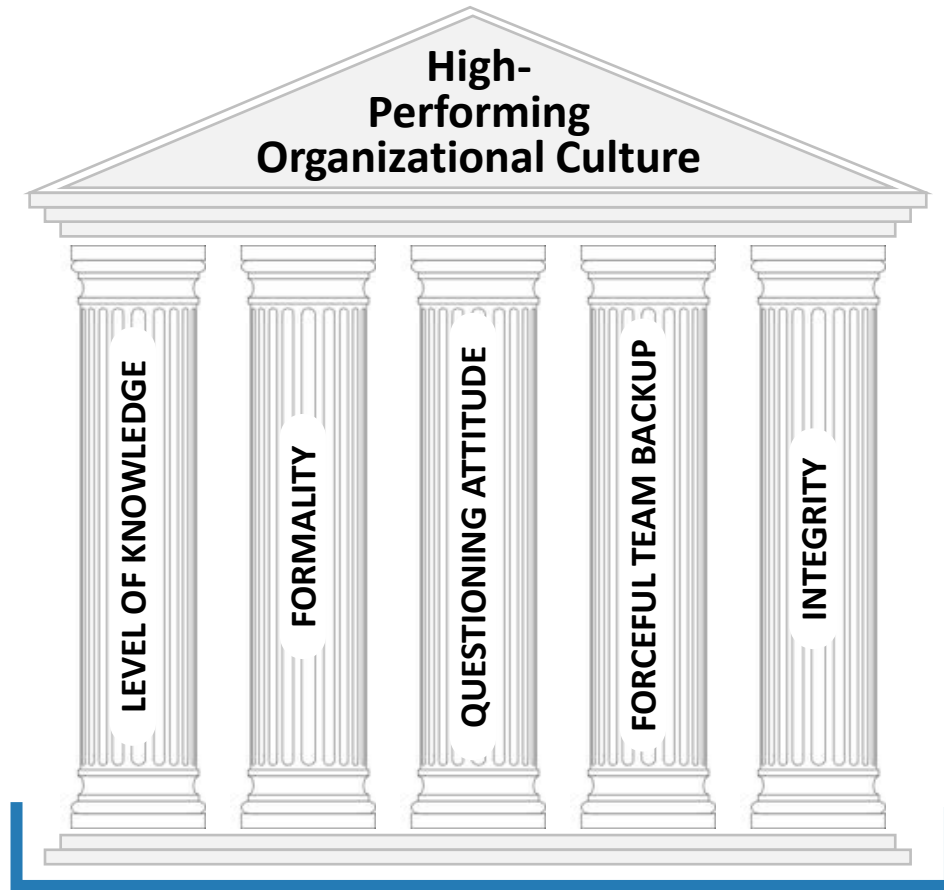 High-
Performing
Organizational Culture
LEVEL OF KNOWLEDGE
FORMALITY
QUESTIONING ATTITUDE
FORCEFUL TEAM BACKUP
INTEGRITY